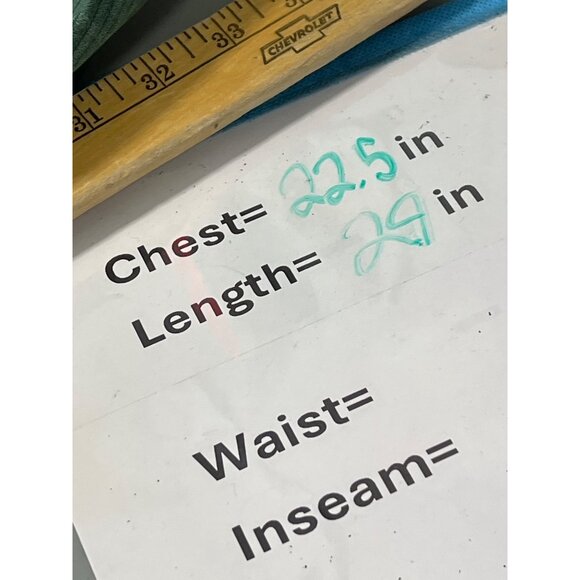 31 32 33
CHEVROLET
Chest= 22.5 in
Length= 29 in
Waist=
Inseam=